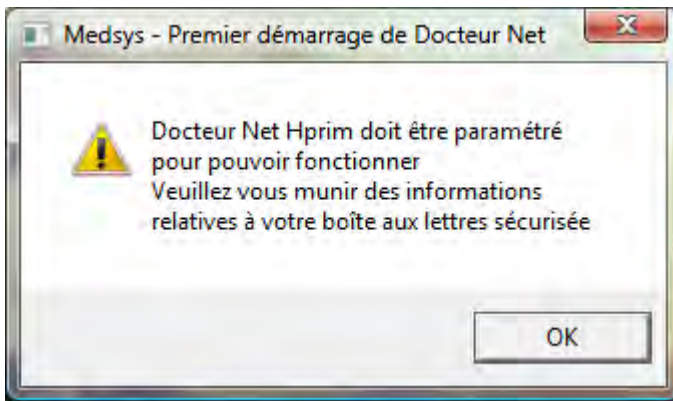 Medsys - Premier démarrage de Docteur Net
Docteur Net Hprim doit être paramétré
pour pouvoir fonctionner
Veuillez vous munir des informations
relatives à votre boîte aux lettres sécurisée
OK